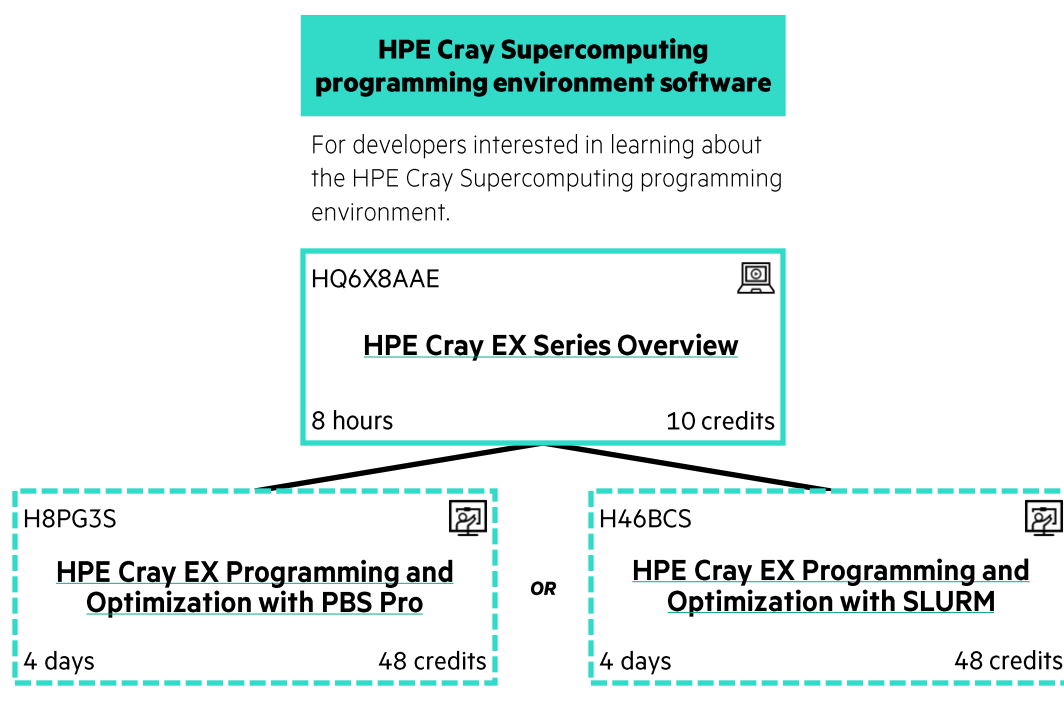 HPE Cray Supercomputing
programming environment software
For developers interested in learning about
the HPE Cray Supercomputing programming
environment.
HQ6X8AAE
HPE Cray EX Series Overview
8 hours
10 credits
H8PG3S
HPE Cray EX Programming and
Optimization with PBS Pro
4 days
48 credits
OR
H46BCS
HPE Cray EX Programming and
Optimization with SLURM
4 days
48 credits